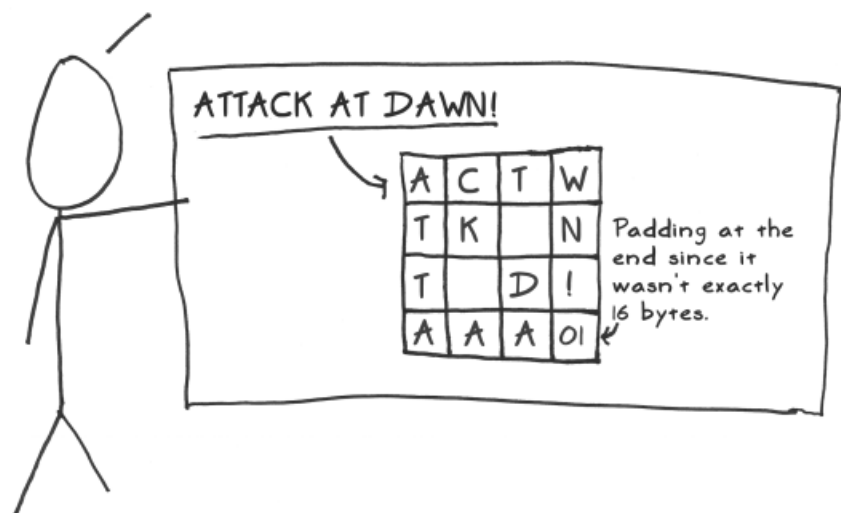 ATTACK AT DAWN!
A C T W
T K N
T D !
A A A 01
Padding at the
end since it
wasn't exactly
16 bytes.